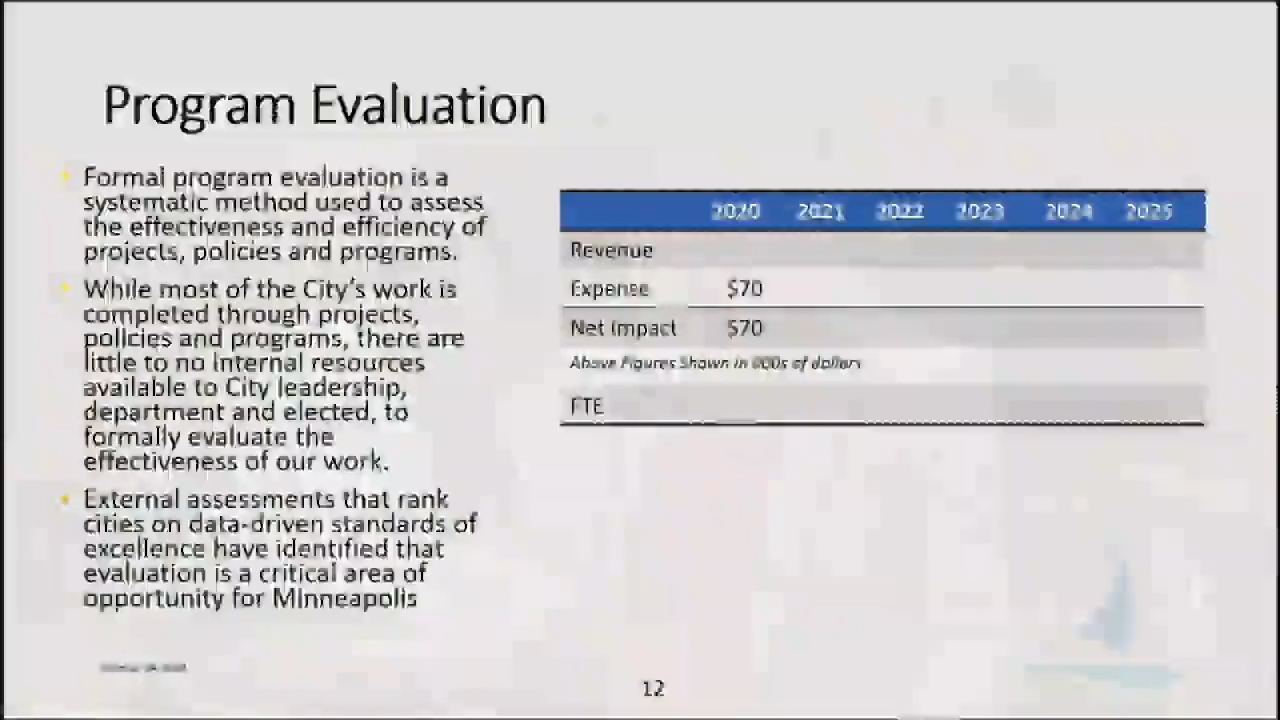 Program Evaluation
Formal program evaluation is a
systematic method used to assess
the effectiveness and efficiency of
projects, policies and programs.
While most of the City's work is
completed through projects,
policies and programs, there are
little to no internal resources
available to City leadership,
department and elected, to
formally evaluate the
effectiveness of our work.
External assessments that rank
cities on data-driven standards of
excellence have identified that
evaluation is a critical area of
opportunity for Minneapolis
2020 2021 2022 2023 2024 2025
Revenue
Expense $70
Net Impact $70
Above Figures Shown in 000s of dollars
FTE
12